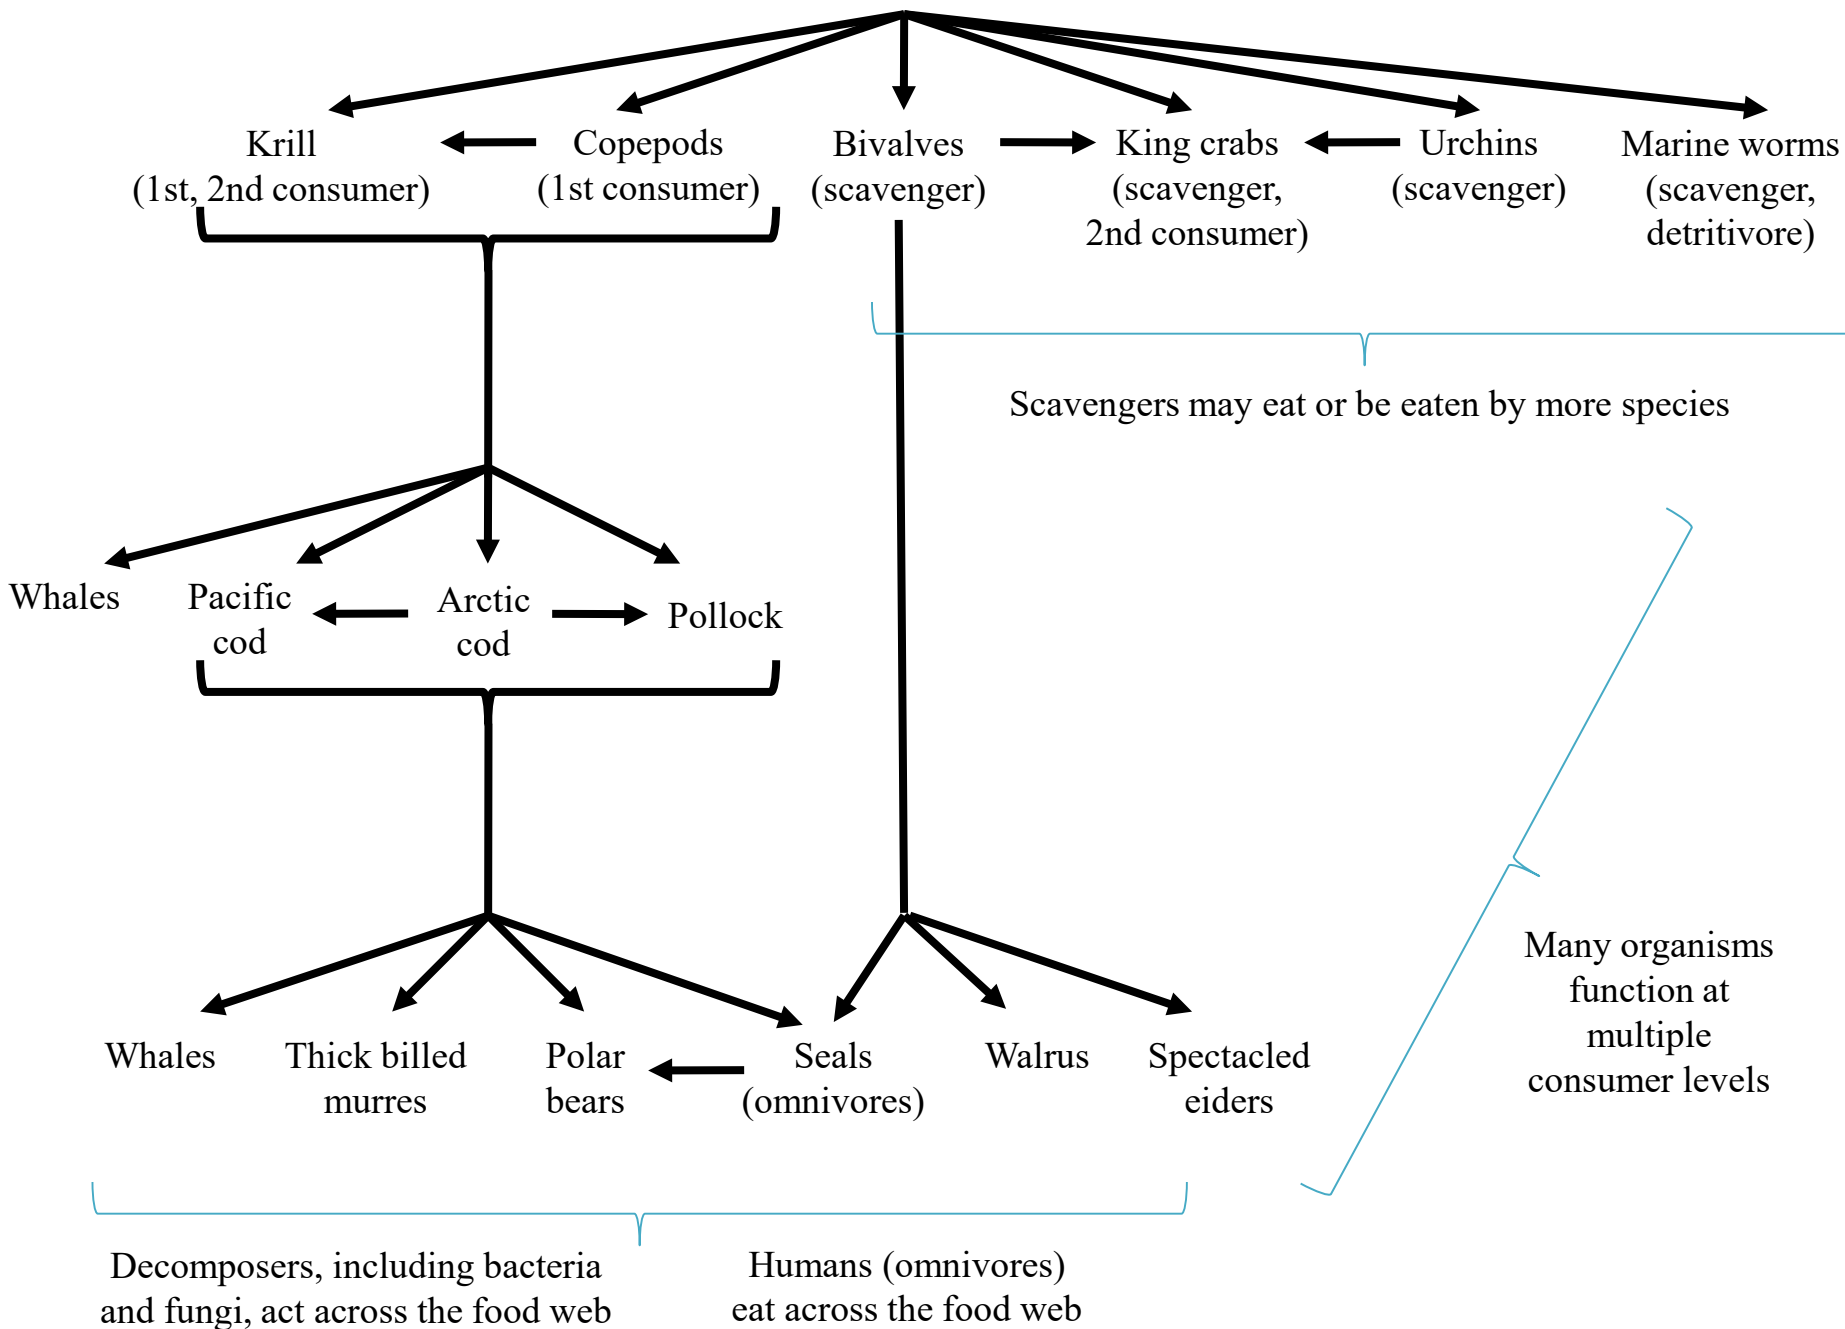 Krill
(1st, 2nd consumer)
Copepods
(1st consumer)
Bivalves
(scavenger)
King crabs
(scavenger,
2nd consumer)
Urchins
(scavenger)
Marine worms
(scavenger,
detritivore)
Scavengers may eat or be eaten by more species
Whales
Pacific
cod
Arctic
cod
Pollock
Many organisms
function at
multiple
consumer levels
Whales
Thick billed
murres
Polar
bears
Seals
(omnivores)
Walrus
Spectacled
eiders
Decomposers, including bacteria
and fungi, act across the food web
Humans (omnivores)
eat across the food web